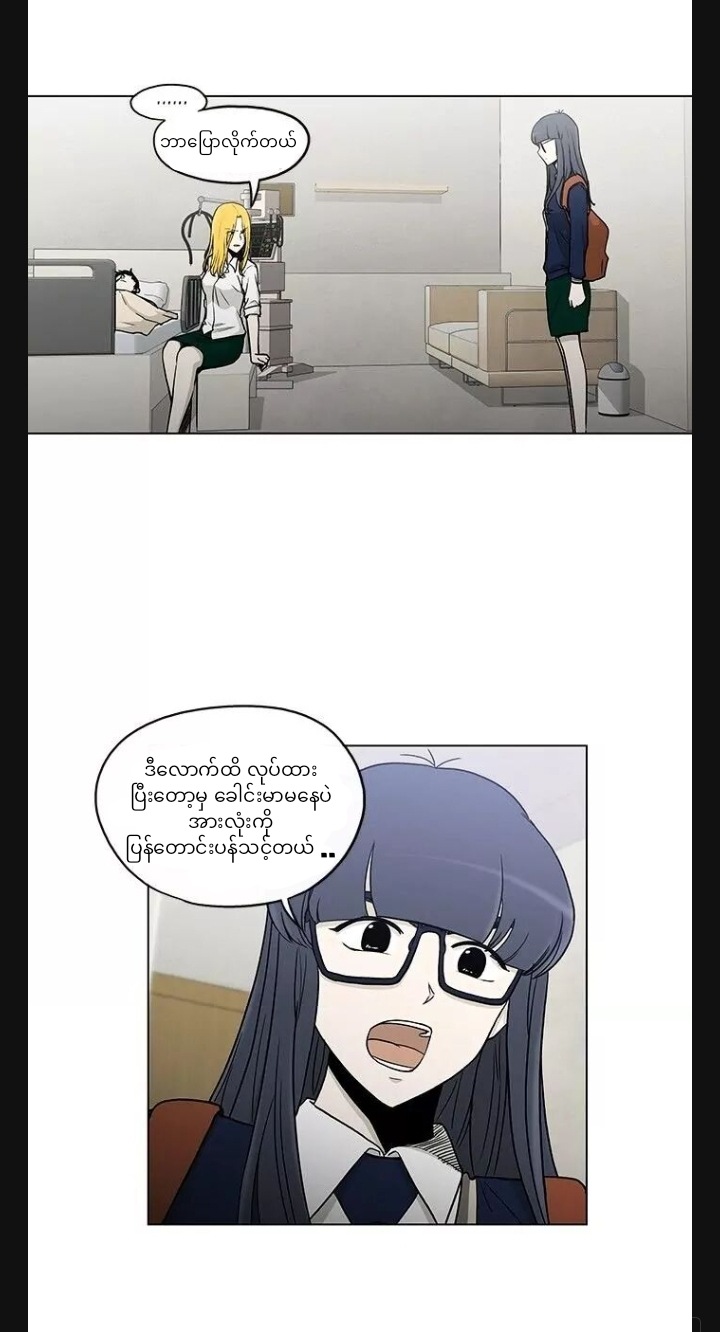 ......
ဘာပြောလိုက်တယ်
ဒီလောက်ထိ လုပ်ထား
ပြီးတော့မှ ခေါင်းမာမနေပဲ
အားလုံးကို
ပြန်တောင်းပန်သင့်တယ် ..